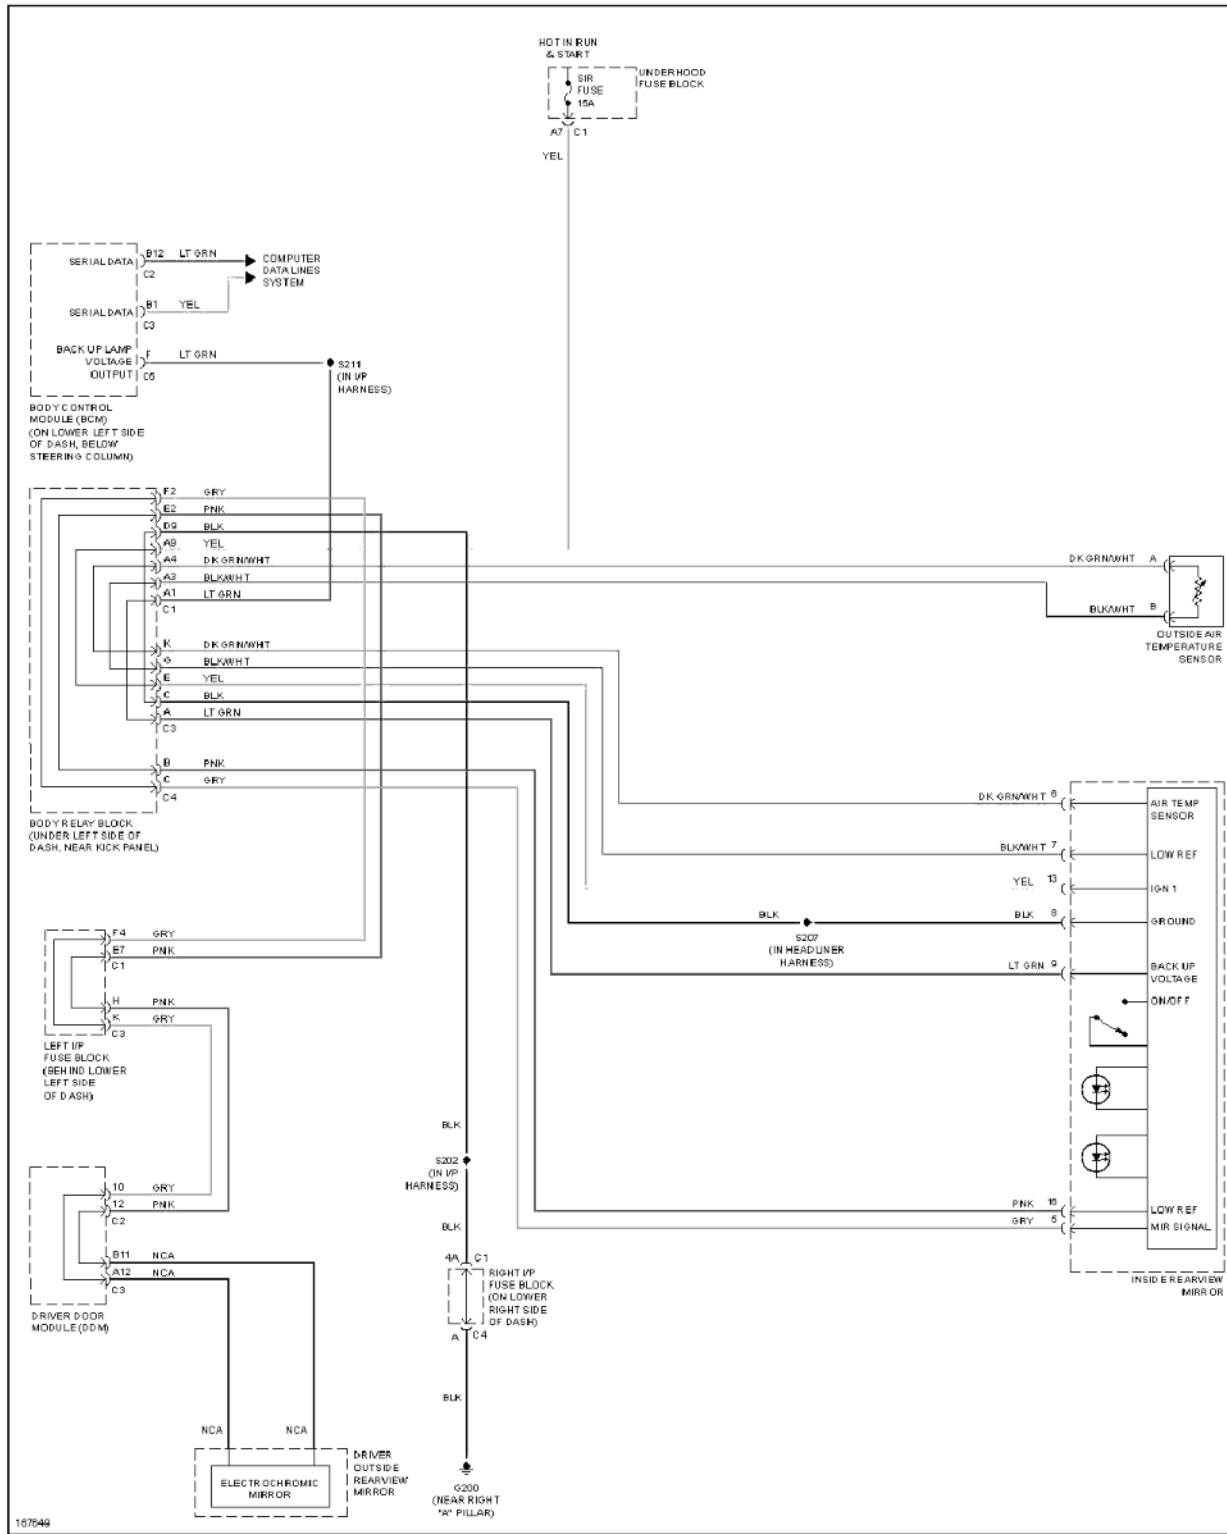 HOT IN RUN
& START
SIR
FUSE
15A
UNDERHOOD
FUSE BLOCK
A7 C1
YEL
SERIAL DATA
B12 LT GRN
C2
COMPUTER
DATA LINES
SYSTEM
SERIAL DATA
B1 YEL
C3
BACK UP LAMP
VOLTAGE
OUTPUT
F LT GRN
C5
S211
(IN I/P
HARNESS)
BODY CONTROL
MODULE (BCM)
(ON LOWER LEFT SIDE
OF DASH, BELOW
STEERING COLUMN)
F2 GRY
E2 PNK
D9 BLK
A8 YEL
A4 DK GRN/WHT
A3 BLK/WHT
A1 LT GRN
C1
DK GRN/WHT A
BLK/WHT B
OUTSIDE AIR
TEMPERATURE
SENSOR
K DK GRN/WHT
G BLK/WHT
E YEL
C BLK
A LT GRN
C3
B PNK
C GRY
C4
BODY RELAY BLOCK
(UNDER LEFT SIDE OF
DASH, NEAR KICK PANEL)
DK GRN/WHT 6
AIR TEMP
SENSOR
BLK/WHT 7
LOW REF
YEL 13
IGN 1
BLK
BLK 8
GROUND
S207
(IN HEADLINER
HARNESS)
LT GRN 9
BACK UP
VOLTAGE
ON/OFF
F4 GRY
E7 PNK
C1
H PNK
K GRY
C3
LEFT I/P
FUSE BLOCK
(BEHIND LOWER
LEFT SIDE
OF DASH)
BLK
S202
(IN I/P
HARNESS)
BLK
10 GRY
12 PNK
C2
B11 NCA
A12 NCA
C3
DRIVER DOOR
MODULE (DDM)
PNK 16
LOW REF
GRY 5
MIR SIGNAL
INSIDE REARVIEW
MIRROR
4A C1
RIGHT I/P
FUSE BLOCK
(ON LOWER
RIGHT SIDE
OF DASH)
A C4
BLK
NCA
NCA
DRIVER
OUTSIDE
REARVIEW
MIRROR
ELECTROCHROMIC
MIRROR
G200
(NEAR RIGHT
"A" PILLAR)
167649